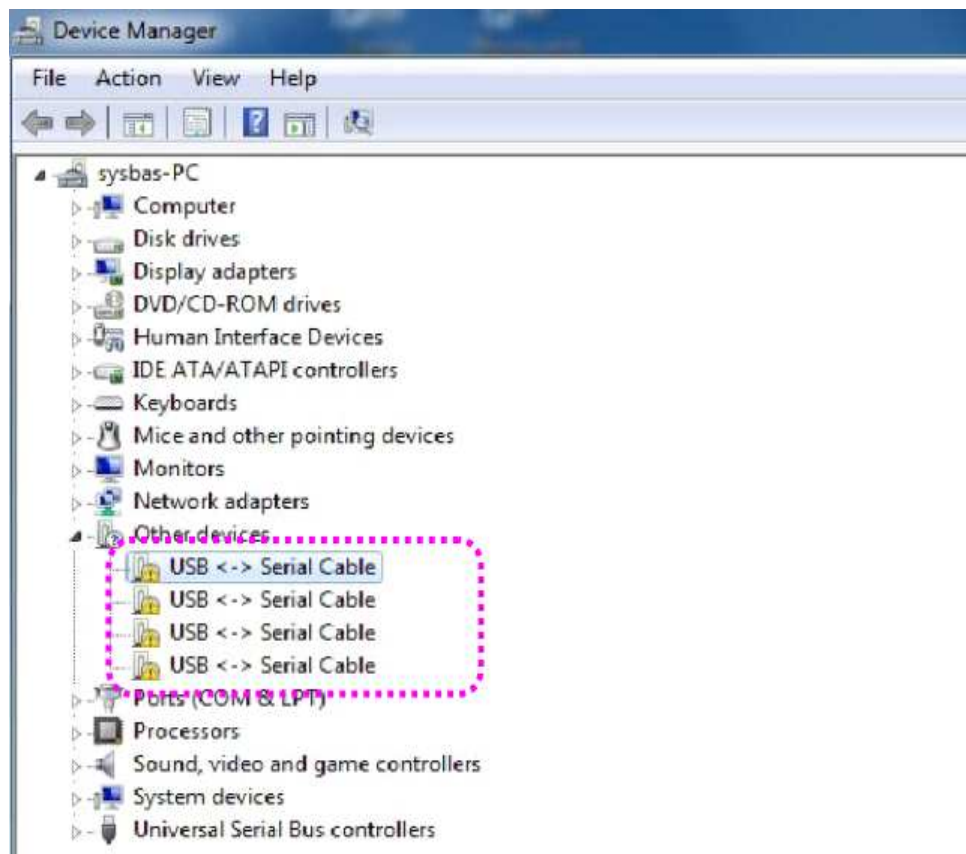 Device Manager
File Action View Help
sysbas-PC
Computer
Disk drives
Display adapters
DVD/CD-ROM drives
Human Interface Devices
IDE ATA/ATAPI controllers
Keyboards
Mice and other pointing devices
Monitors
Network adapters
Other devices
USB <-> Serial Cable
USB <-> Serial Cable
USB <-> Serial Cable
USB <-> Serial Cable
Ports (COM & LPT)
Processors
Sound, video and game controllers
System devices
Universal Serial Bus controllers